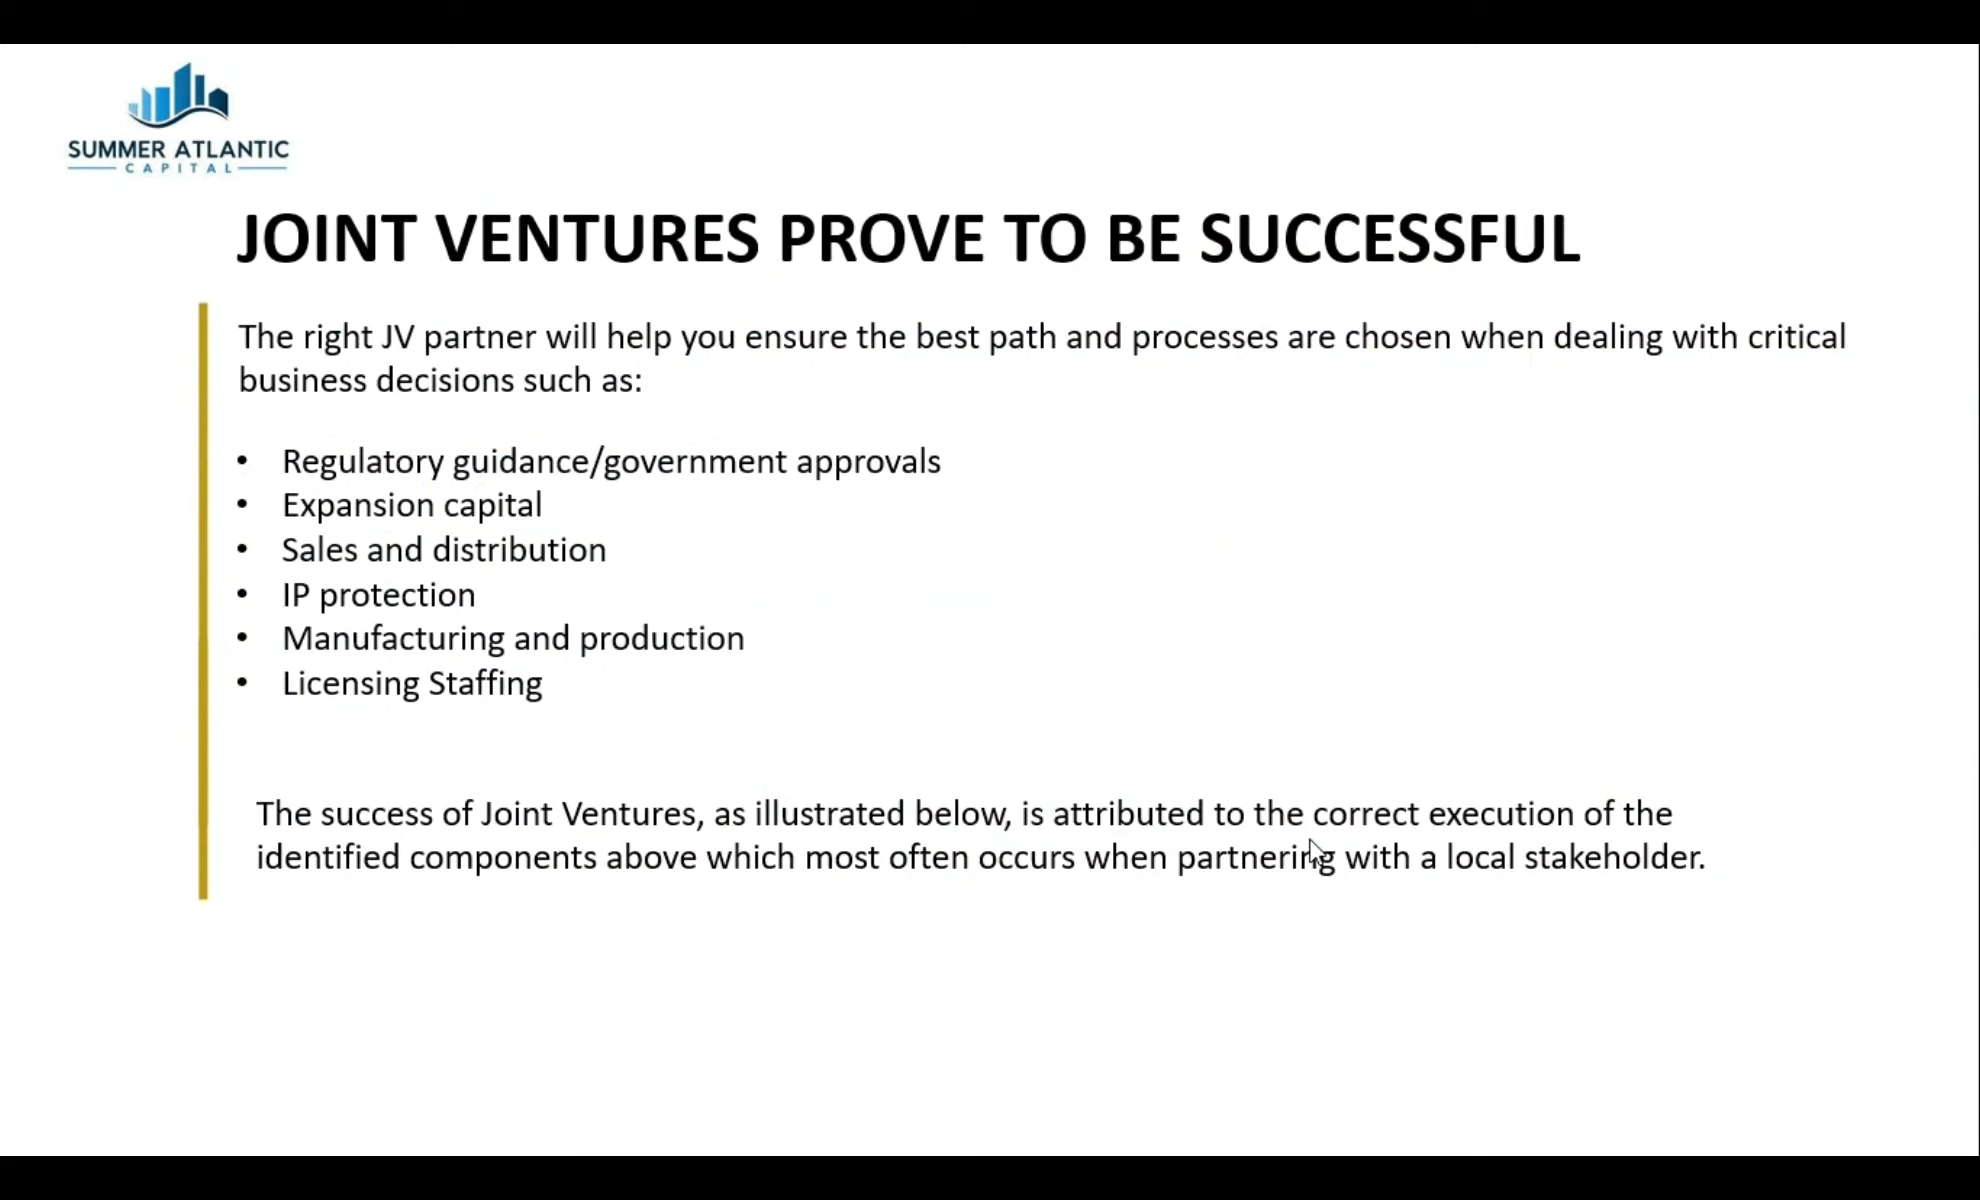 SUMMER ATLANTIC
CAPITAL
JOINT VENTURES PROVE TO BE SUCCESSFUL
The right JV partner will help you ensure the best path and processes are chosen when dealing with critical
business decisions such as:
• Regulatory guidance/government approvals
• Expansion capital
• Sales and distribution
• IP protection
• Manufacturing and production
• Licensing Staffing
The success of Joint Ventures, as illustrated below, is attributed to the correct execution of the
identified components above which most often occurs when partnering with a local stakeholder.